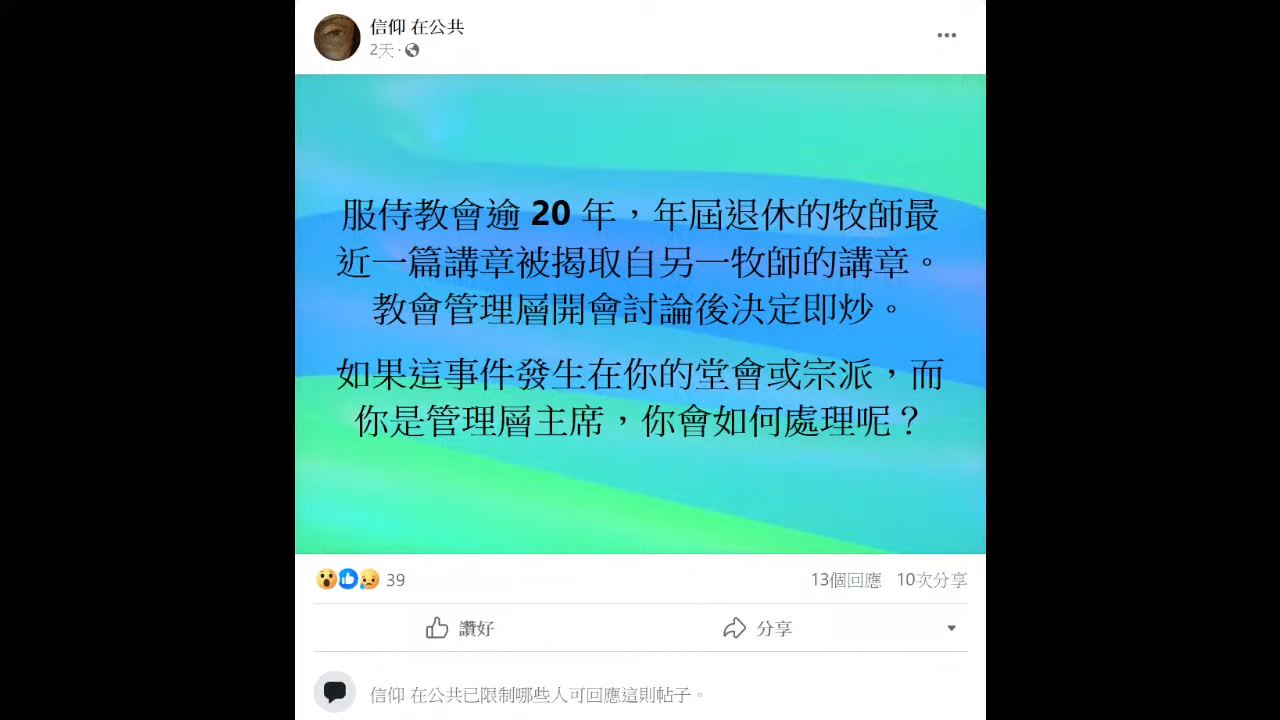 信仰 在公共
2天 ·
服侍教會逾 20 年，年屆退休的牧師最
近一篇講章被揭取自另一牧師的講章。
教會管理層開會討論後決定即炒。
如果這事件發生在你的堂會或宗派，而
你是管理層主席，你會如何處理呢？
39
13個回應 10次分享
讚好 分享
信仰 在公共已限制哪些人可回應這則帖子。